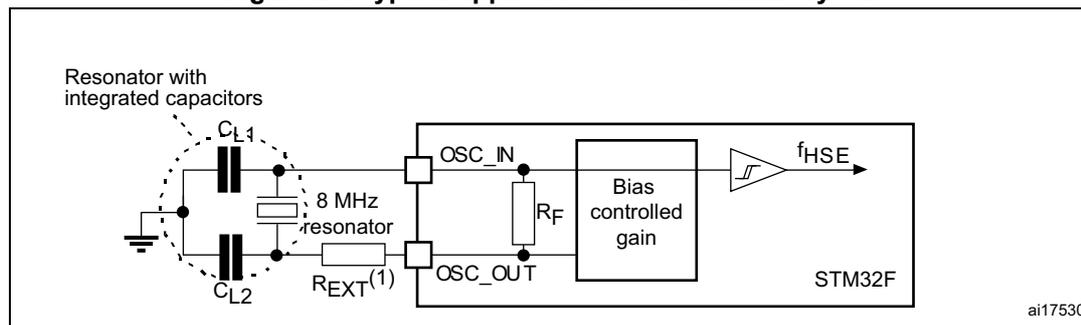 Resonator with
integrated capacitors
CL1
OSC_IN
fHSE
8 MHz
resonator
RF
Bias
controlled
gain
REXT(1)
OSC_OUT
STM32F
CL2
ai17530